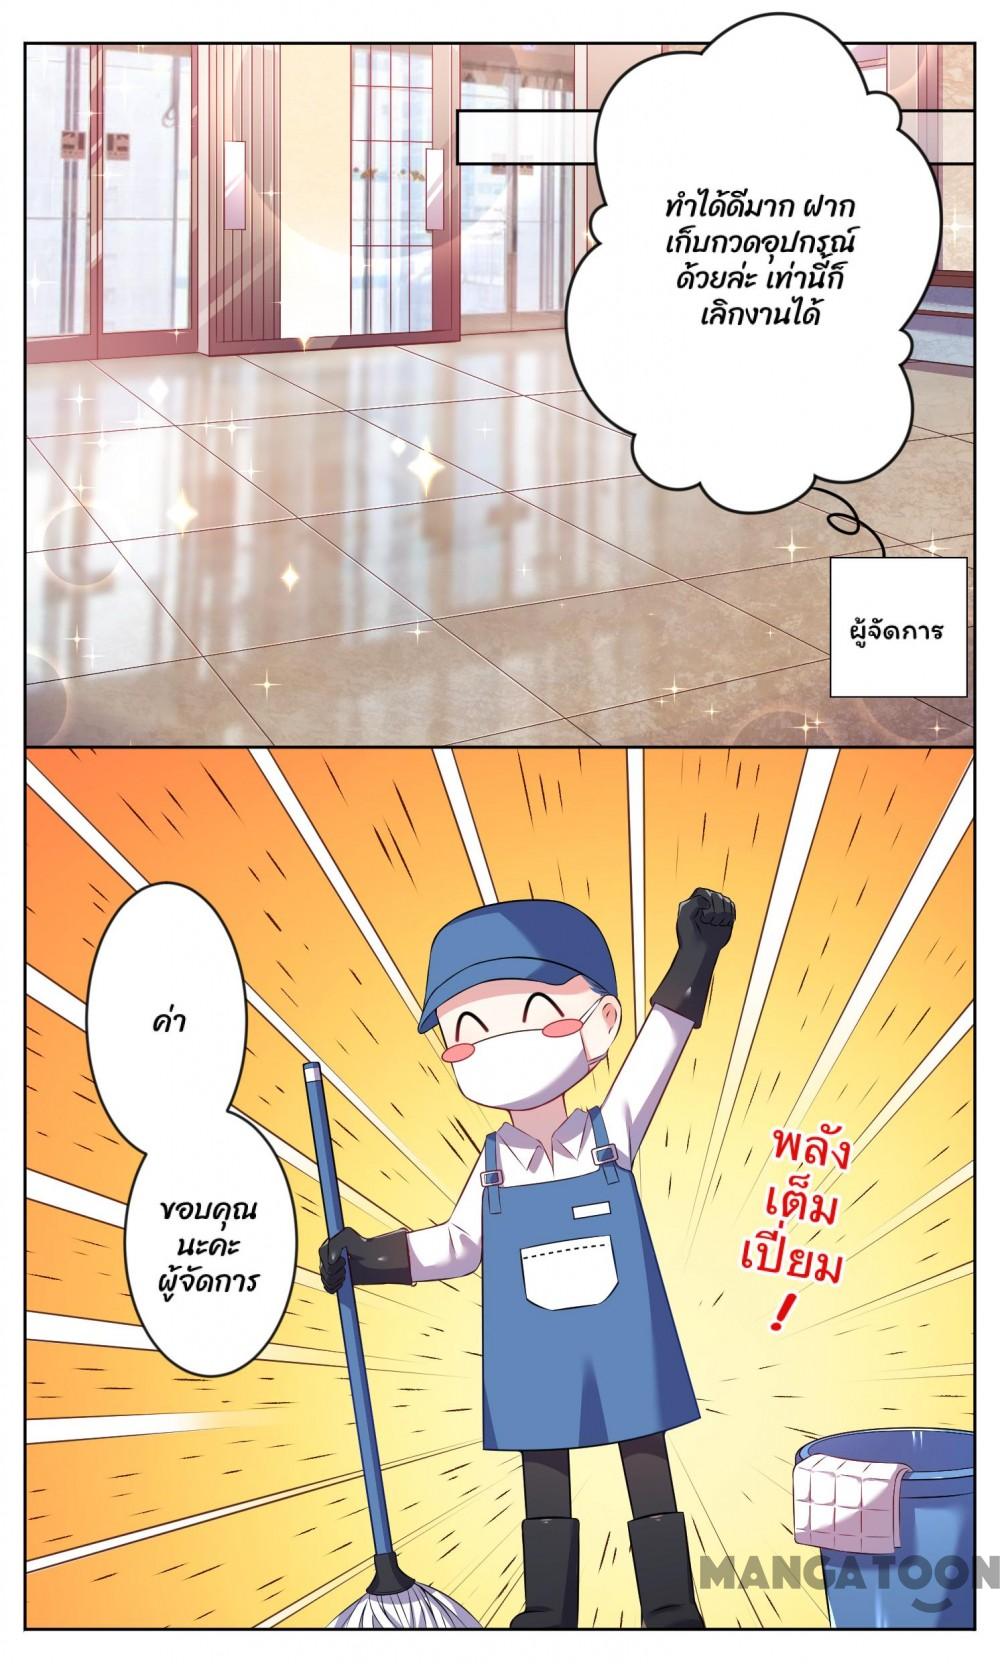 ทำได้ดีมาก ฝาก
เก็บกวดอุปกรณ์
ด้วยล่ะ เท่านี้ก็
เลิกงานได้
ผู้จัดการ
ค่า
ขอบคุณ
นะคะ
ผู้จัดการ
พลัง
เต็ม
เปี่ยม
!
MANGATOON